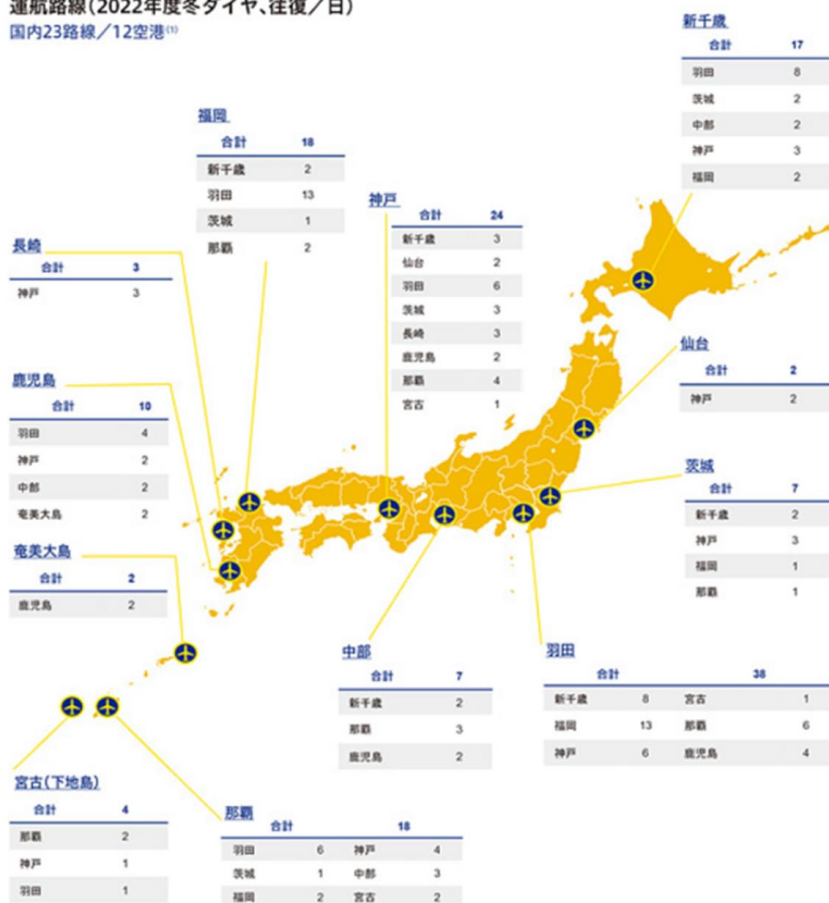 運航路線（2022年度冬ダイヤ、往復／日）
国内23路線／12空港(1)
新千歳
合計 17
羽田 8
茨城 2
中部 2
神戸 3
福岡 2
福岡
合計 18
新千歳 2
羽田 13
茨城 1
那覇 2
神戸
合計 24
新千歳 3
仙台 2
羽田 6
茨城 3
長崎 3
鹿児島 2
那覇 4
宮古 1
長崎
合計 3
神戸 3
仙台
合計 2
神戸 2
鹿児島
合計 10
羽田 4
神戸 2
中部 2
奄美大島 2
茨城
合計 7
新千歳 2
神戸 3
福岡 1
那覇 1
奄美大島
合計 2
鹿児島 2
中部
合計 7
新千歳 2
那覇 3
鹿児島 2
羽田
合計 38
新千歳 8 宮古 1
福岡 13 那覇 6
神戸 6 鹿児島 4
宮古(下地島)
合計 4
那覇 2
神戸 1
羽田 1
那覇
合計 18
羽田 6 神戸 4
茨城 1 中部 3
福岡 2 宮古 2